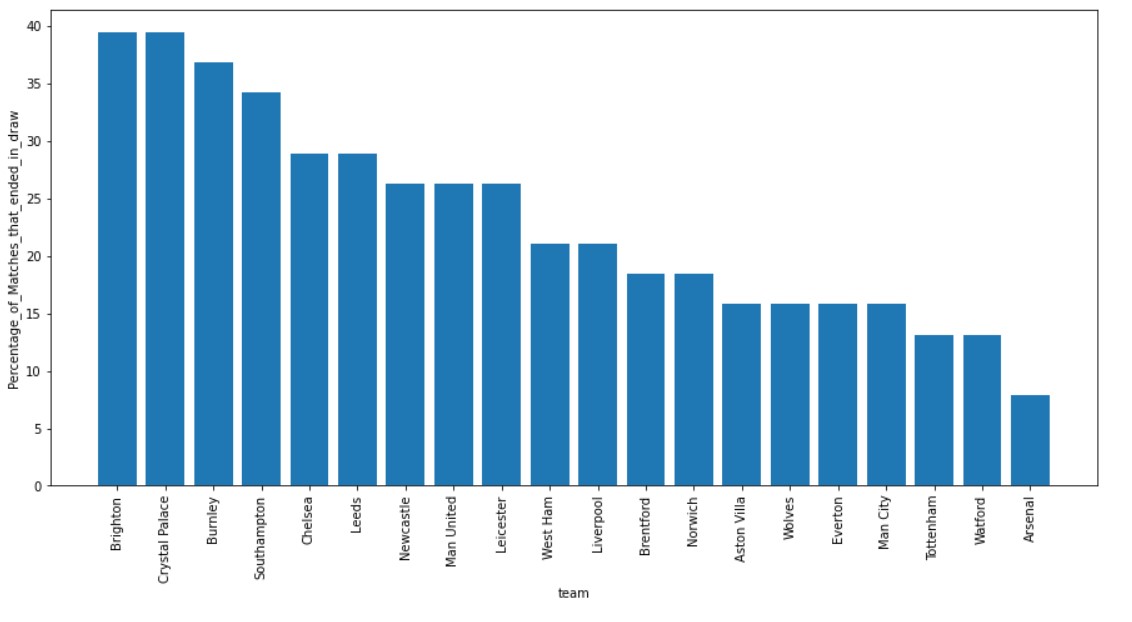 40
35
30
25
20
15
10
5
0
Percentage_of_Matches_that_ended_in_draw
Brighton
Crystal Palace
Burnley
Southampton
Chelsea
Leeds
Newcastle
Man United
Leicester
West Ham
Liverpool
Brentford
Norwich
Aston Villa
Wolves
Everton
Man City
Tottenham
Watford
Arsenal
team